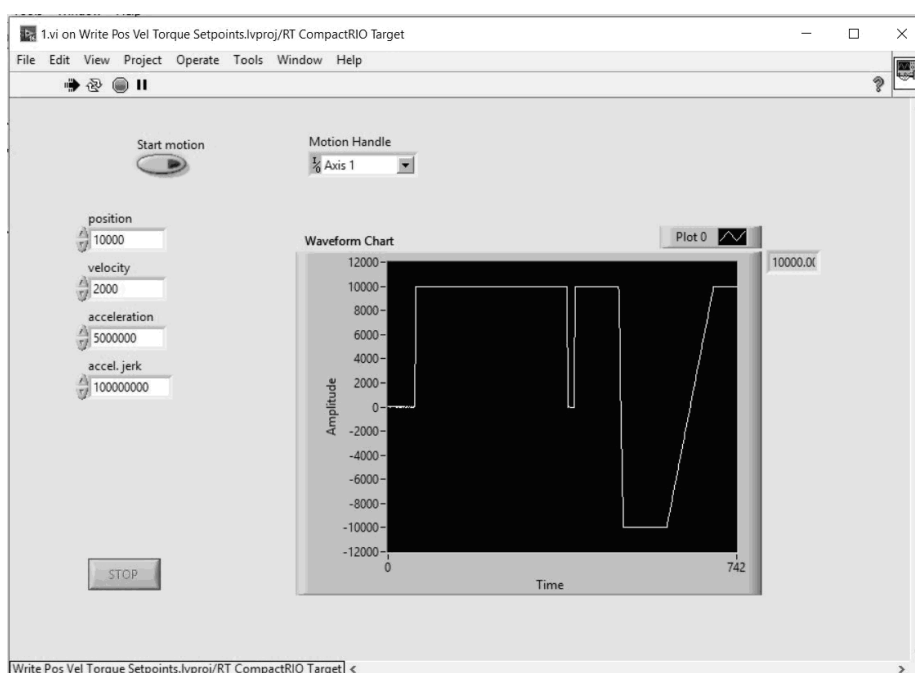 1.vi on Write Pos Vel Torque Setpoints.lvproj/RT CompactRIO Target
File Edit View Project Operate Tools Window Help
Start motion
Motion Handle
Axis 1
position
10000
velocity
2000
acceleration
5000000
accel. jerk
100000000
STOP
Waveform Chart
Plot 0
10000.0
12000
10000
8000
6000
4000
2000
0
-2000
-4000
-6000
-8000
-10000
-12000
Amplitude
0 742
Time
Write Pos Vel Torque Setpoints.lvproj/RT CompactRIO Target